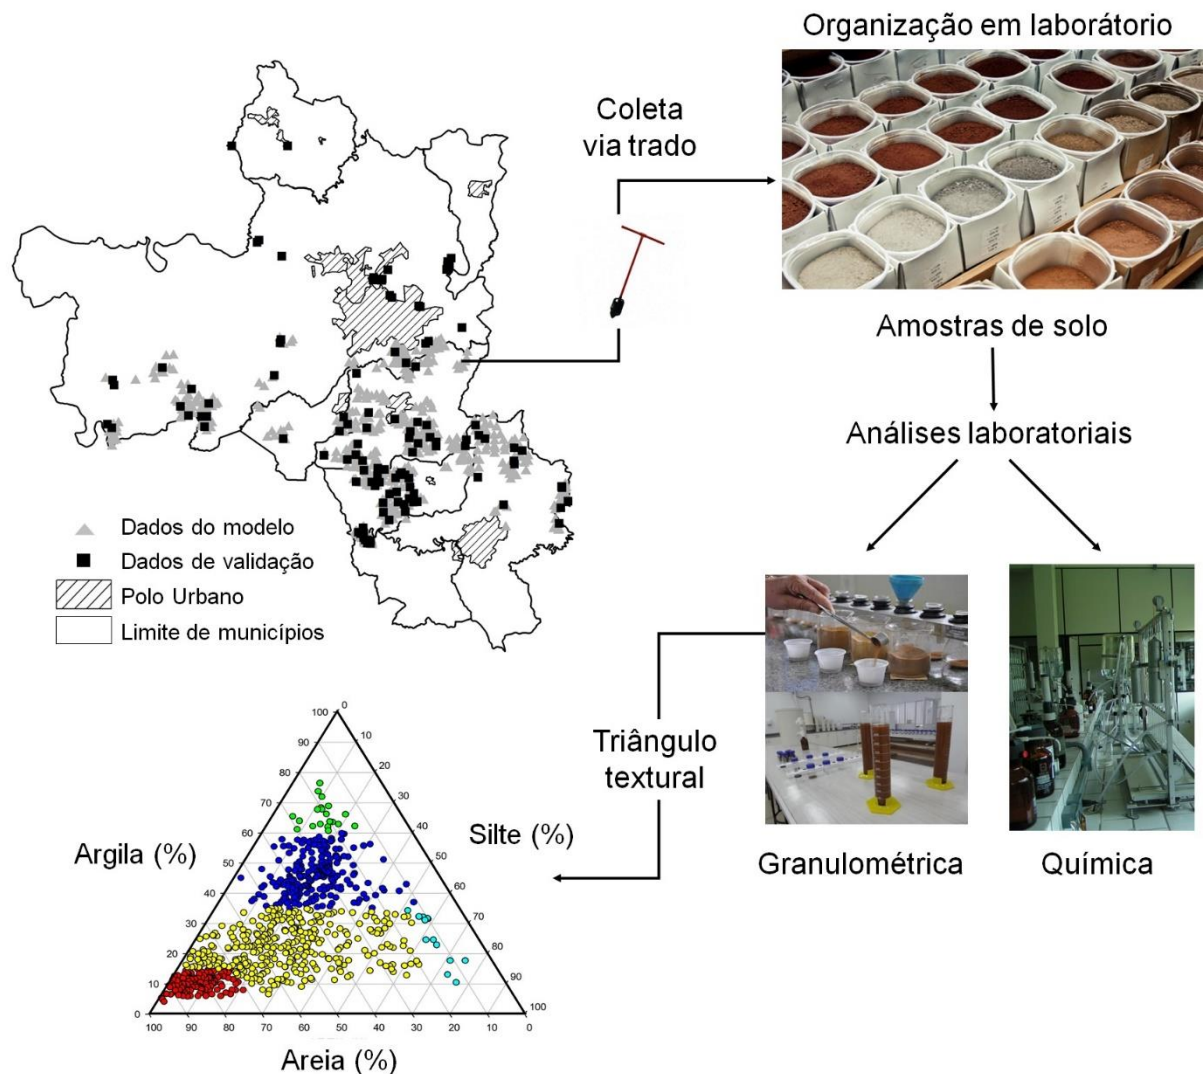 Organização em laborátorio
Coleta
via trado
Amostras de solo
Análises laboratoriais
Dados do modelo
Dados de validação
Polo Urbano
Limite de municípios
Triângulo
textural
Granulométrica
Química
Argila (%)
Silte (%)
Areia (%)
100
90
80
70
60
50
40
30
20
10
0
0
10
20
30
40
50
60
70
80
90
100
100
90
80
70
60
50
40
30
20
10
0